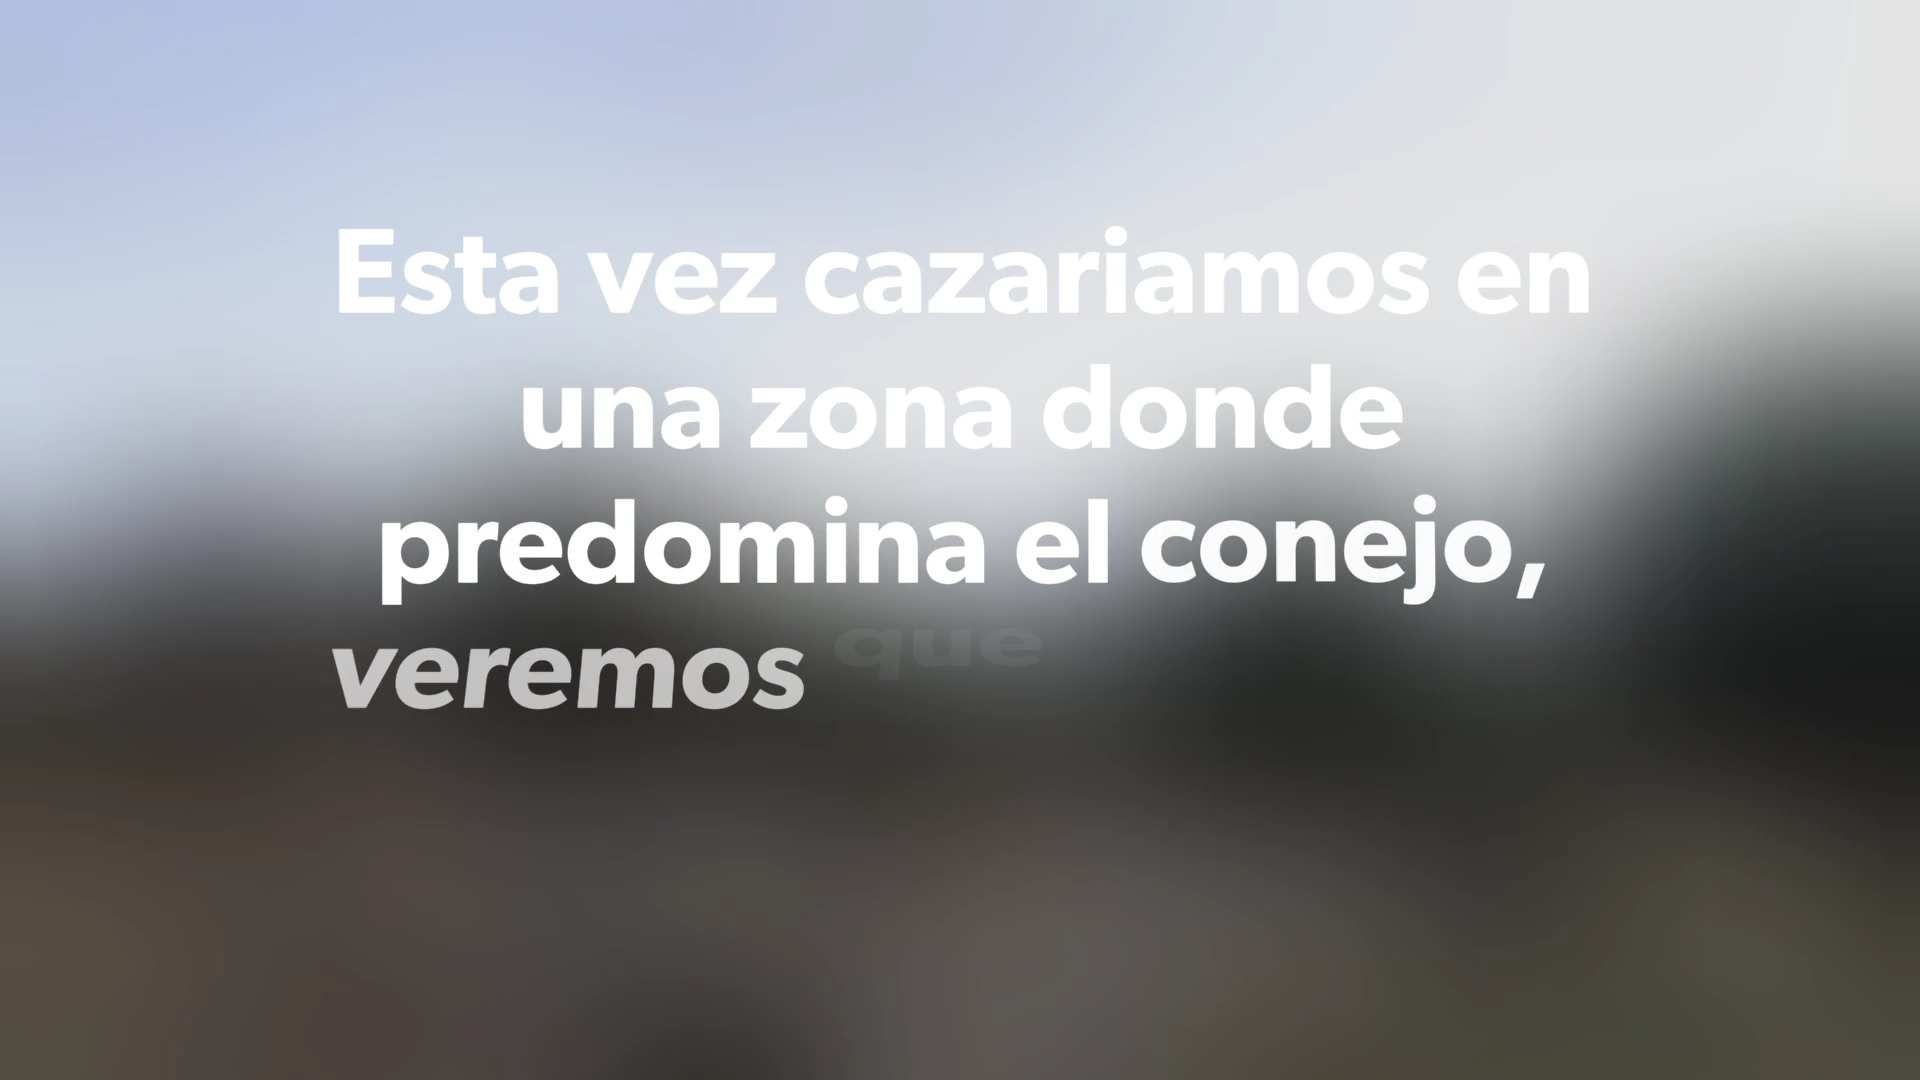 Esta vez cazariamos en
una zona donde
predomina el conejo,
veremos que